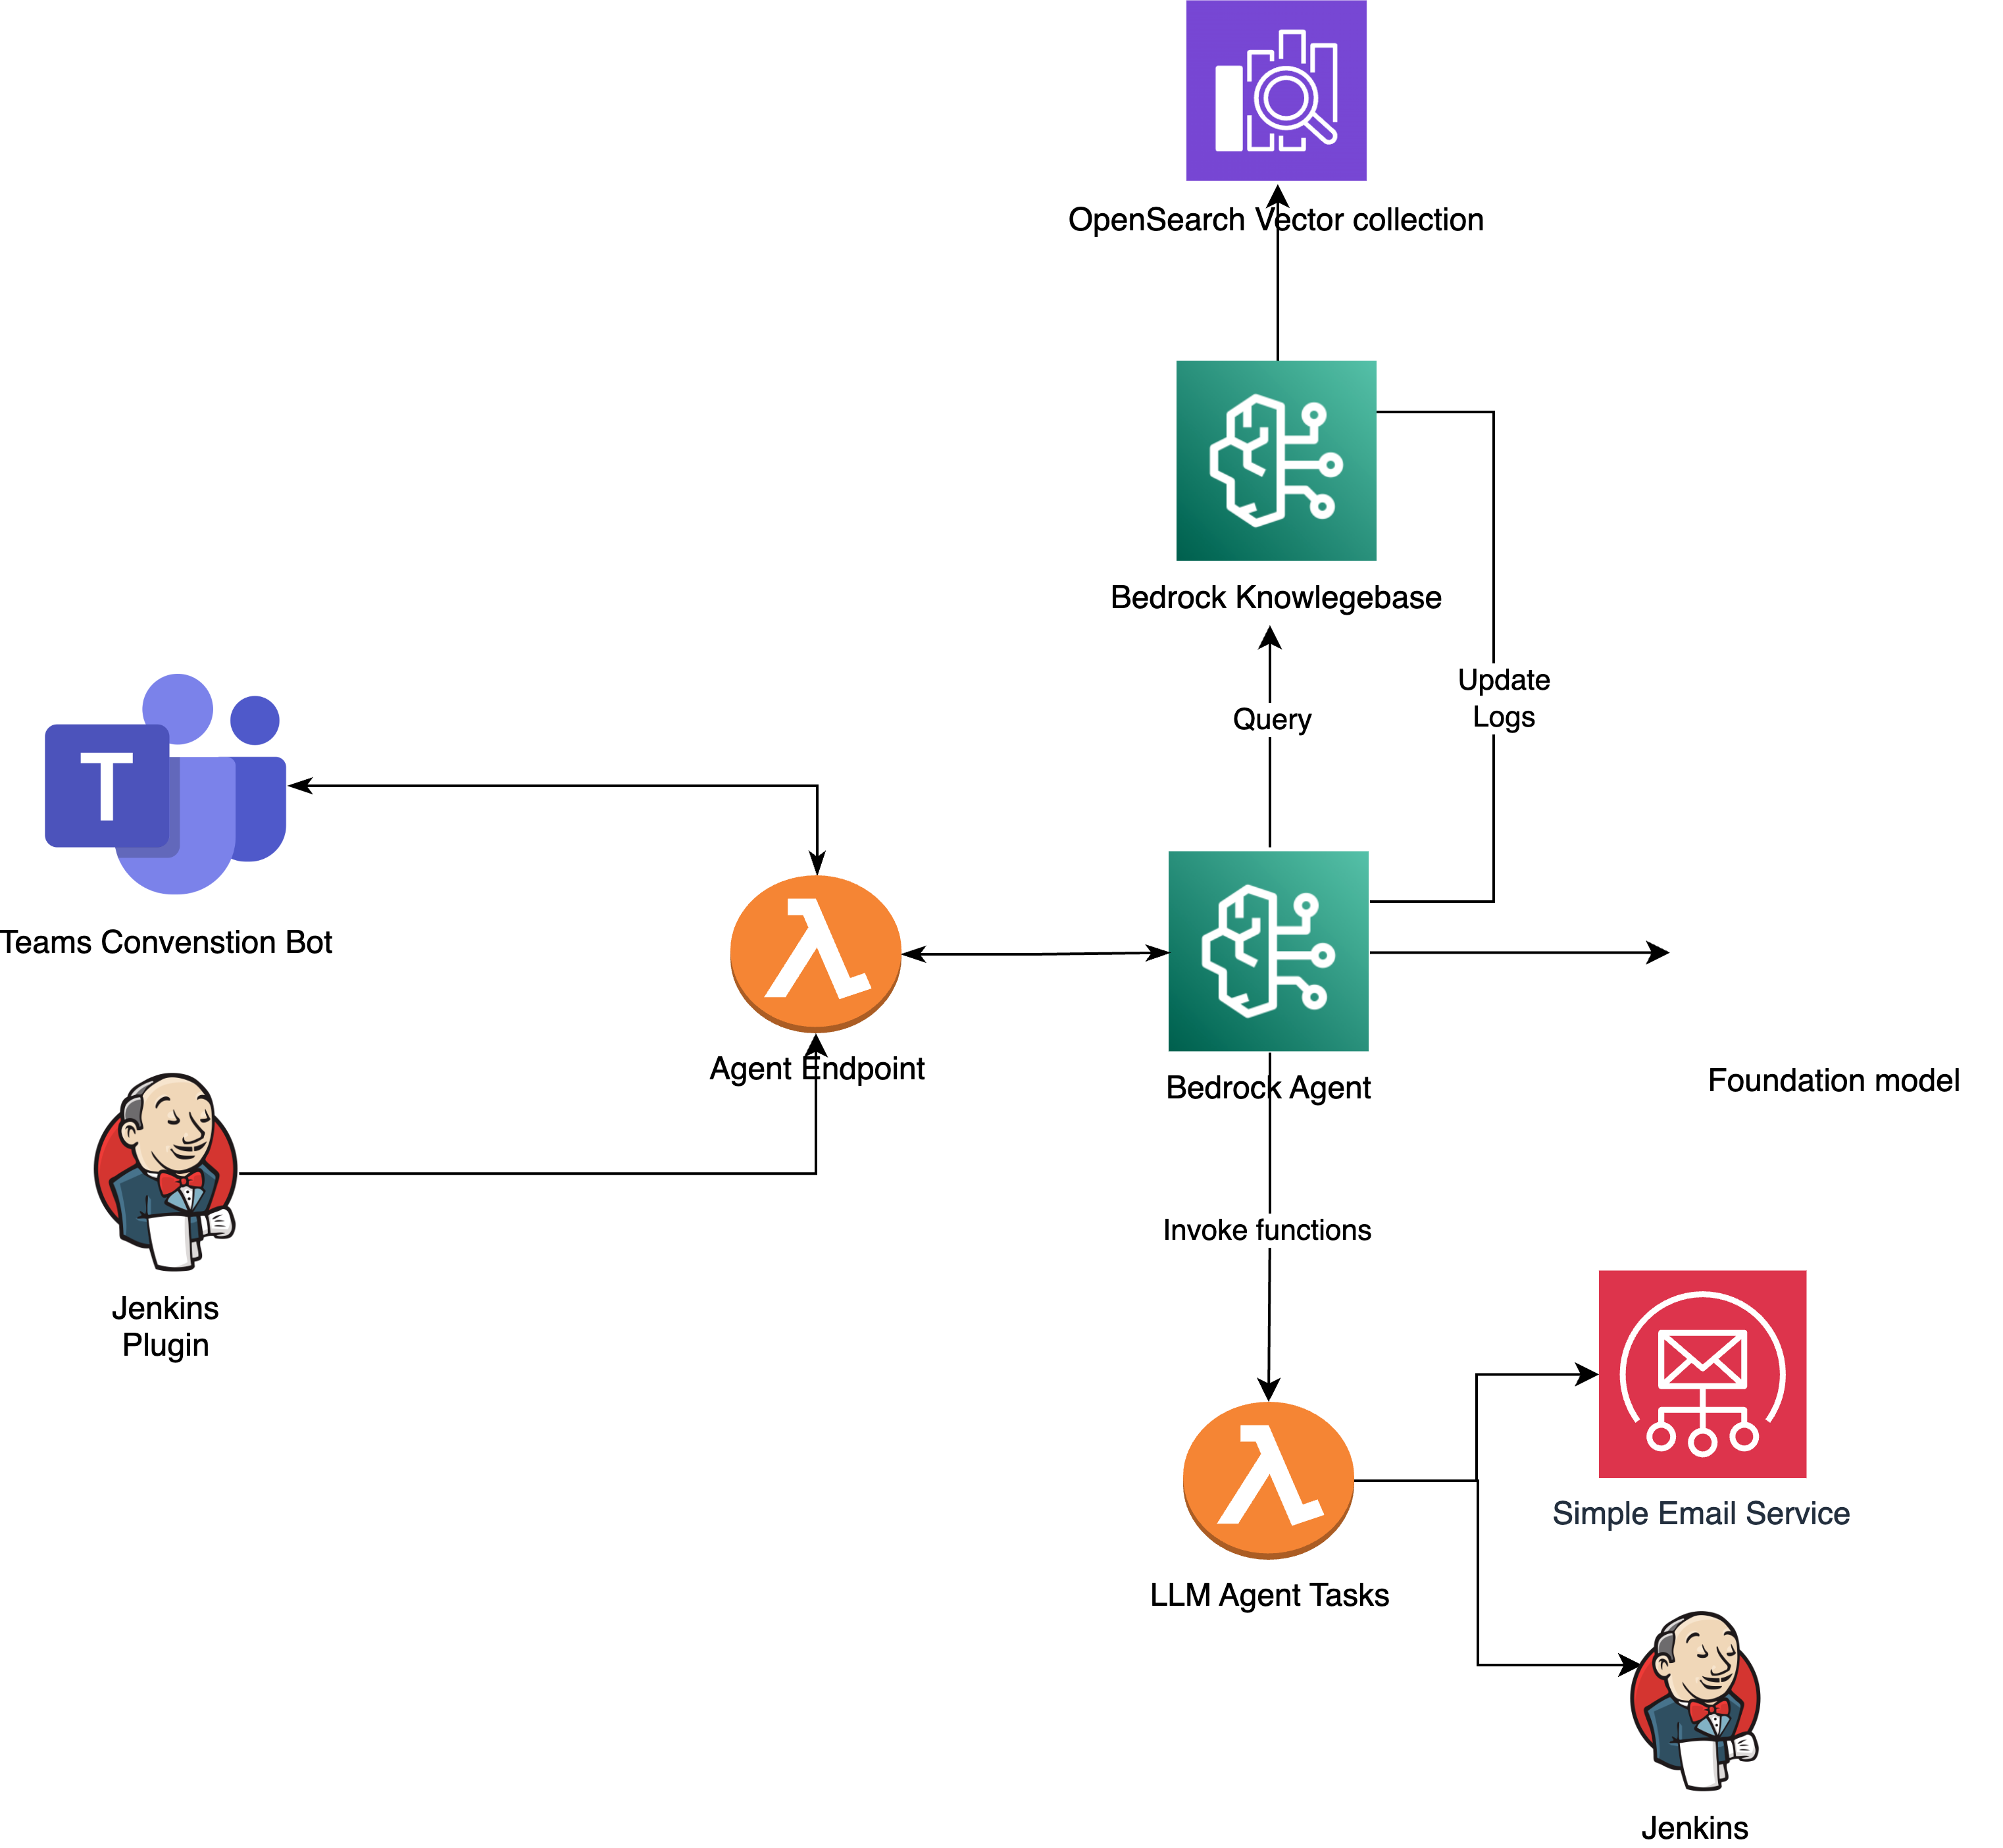 OpenSearch Vector collection
Bedrock Knowlegebase
Update
Logs
Query
T
Teams Convenstion Bot
Agent Endpoint
Bedrock Agent
Foundation model
Jenkins
Plugin
Invoke functions
Simple Email Service
LLM Agent Tasks
Jenkins